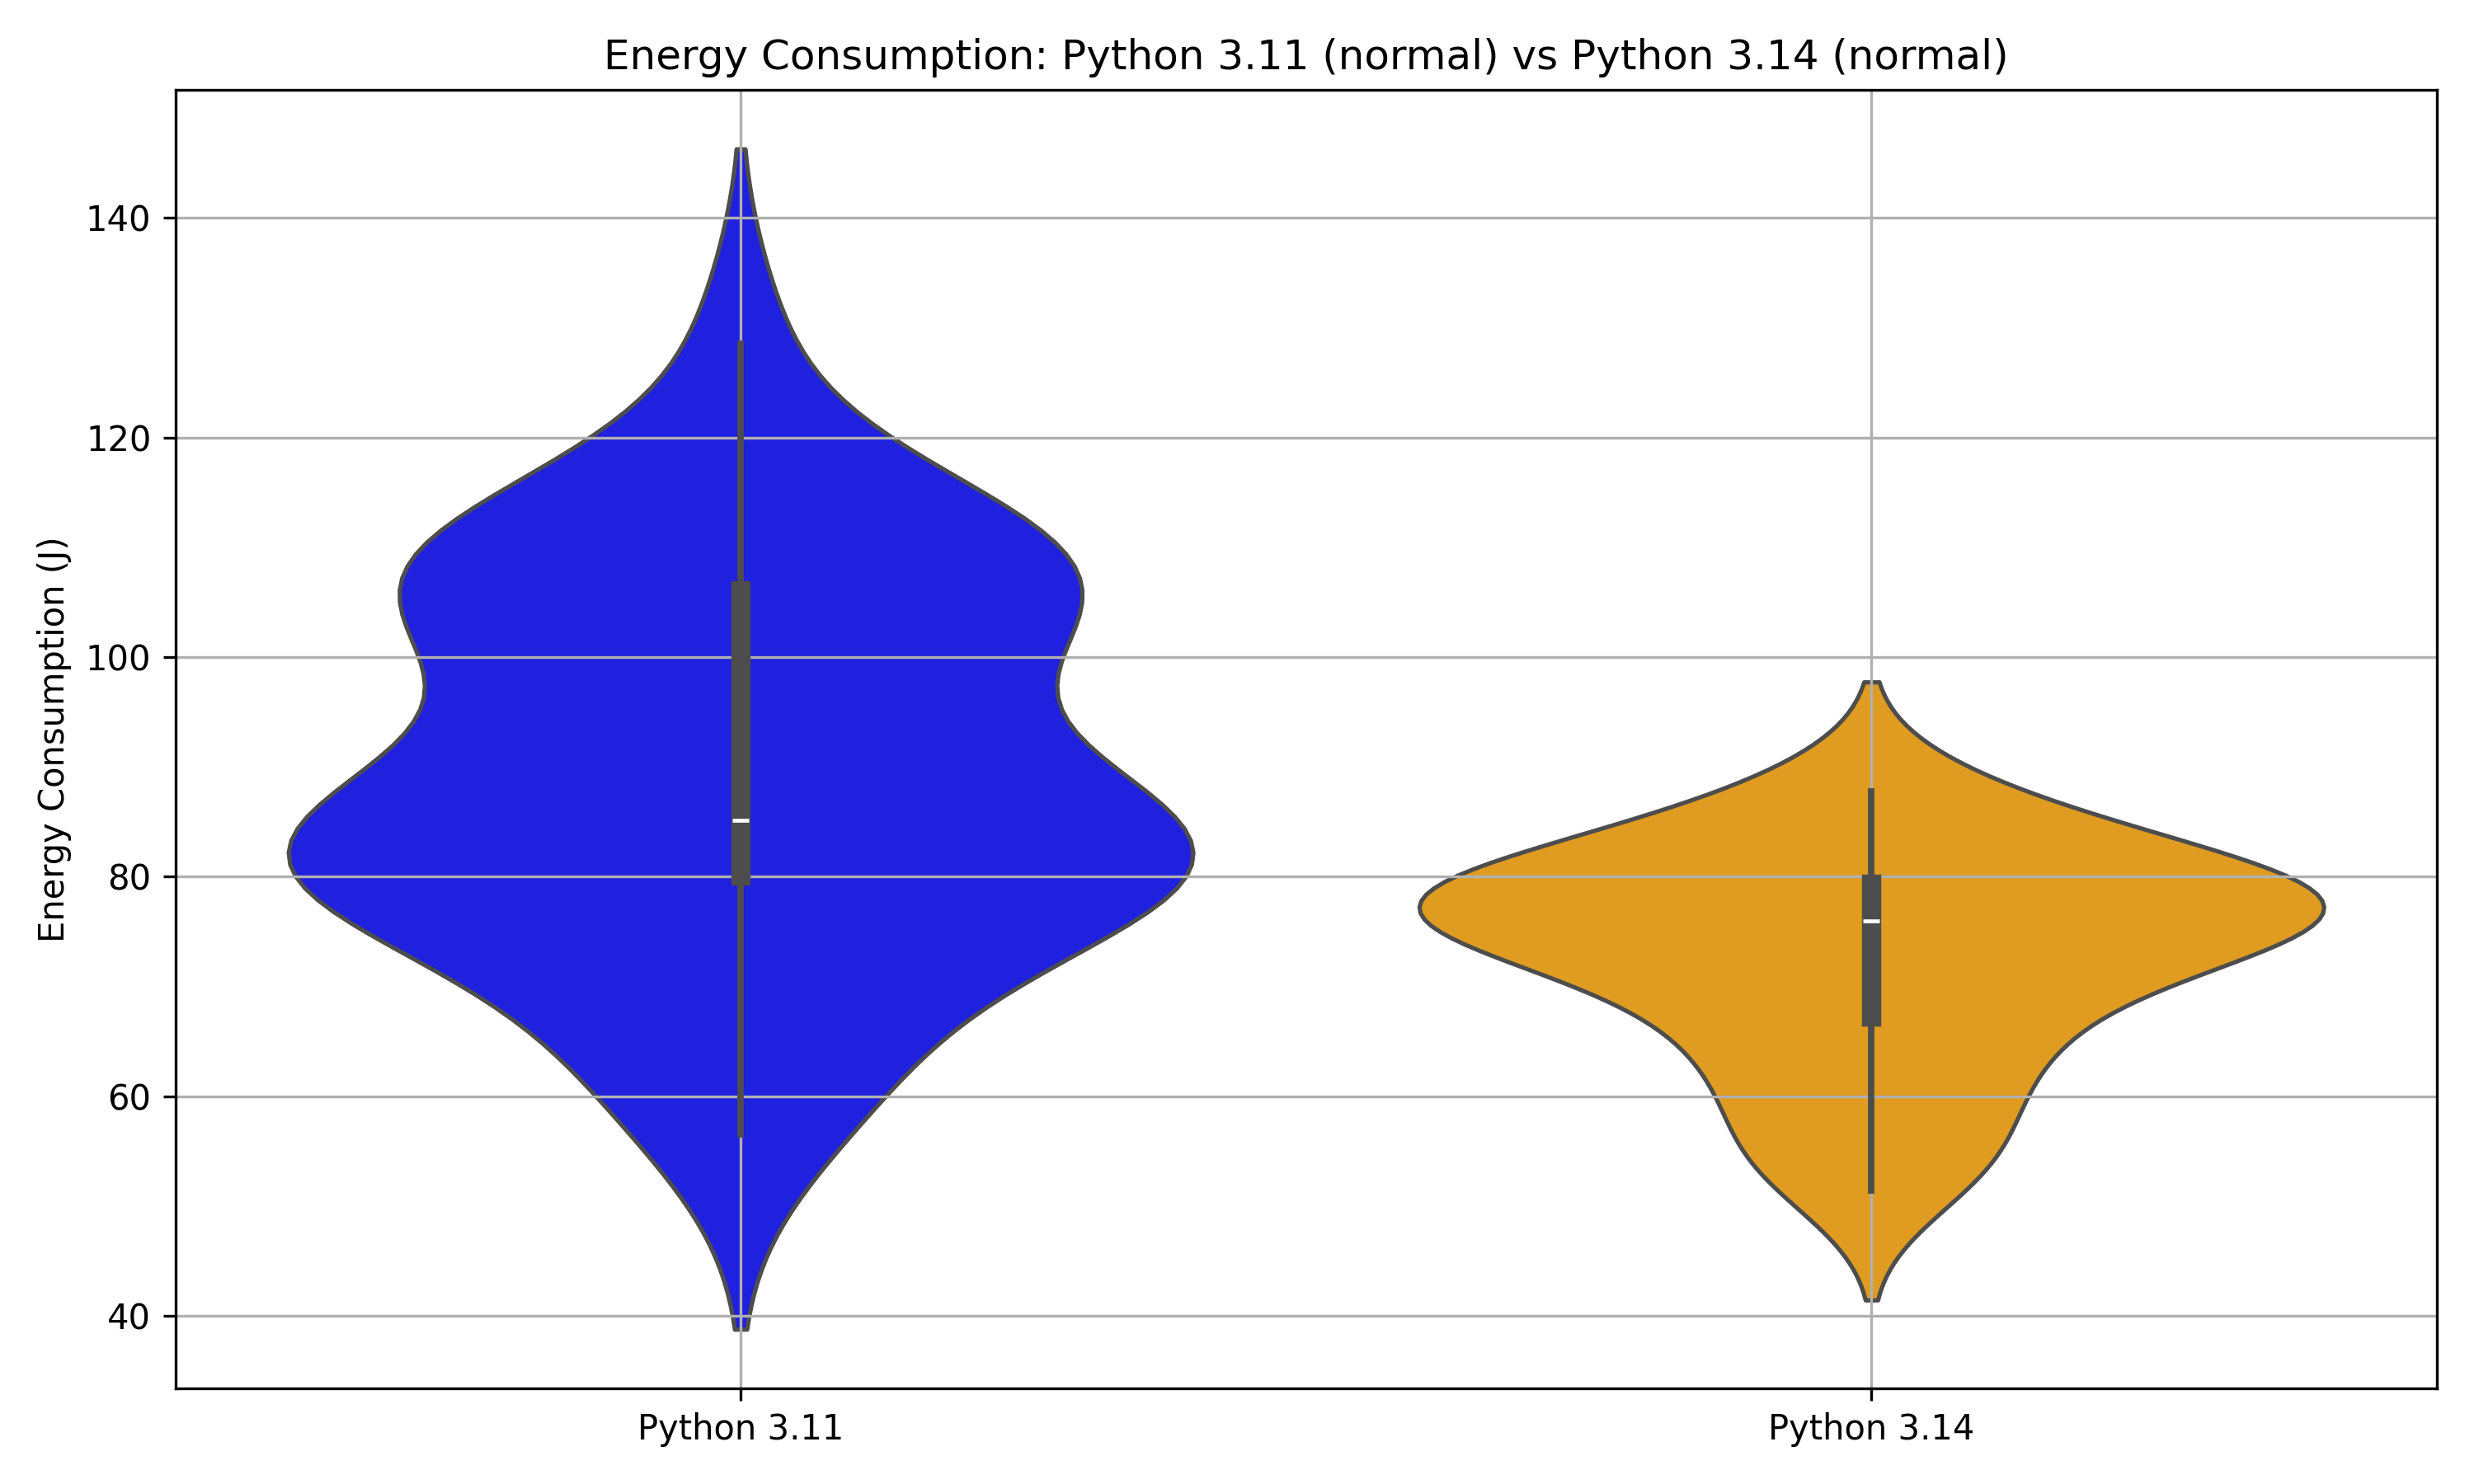 Energy Consumption: Python 3.11 (normal) vs Python 3.14 (normal)
Energy Consumption (J)
140
120
100
80
60
40
Python 3.11
Python 3.14